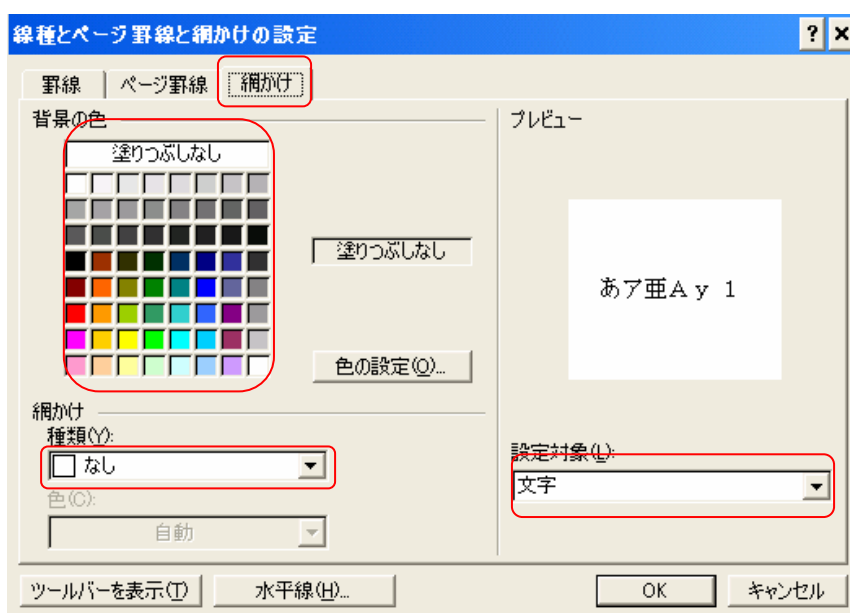 線種とページ罫線と網かけの設定
罫線 ページ罫線 網かけ
背景の色
塗りつぶしなし
塗りつぶしなし
色の設定(O)...
プレビュー
あア亜Ａｙ１
網かけ
種類(Y):
なし
色(C):
自動
設定対象(L):
文字
ツールバーを表示(T) 水平線(H)... OK キャンセル